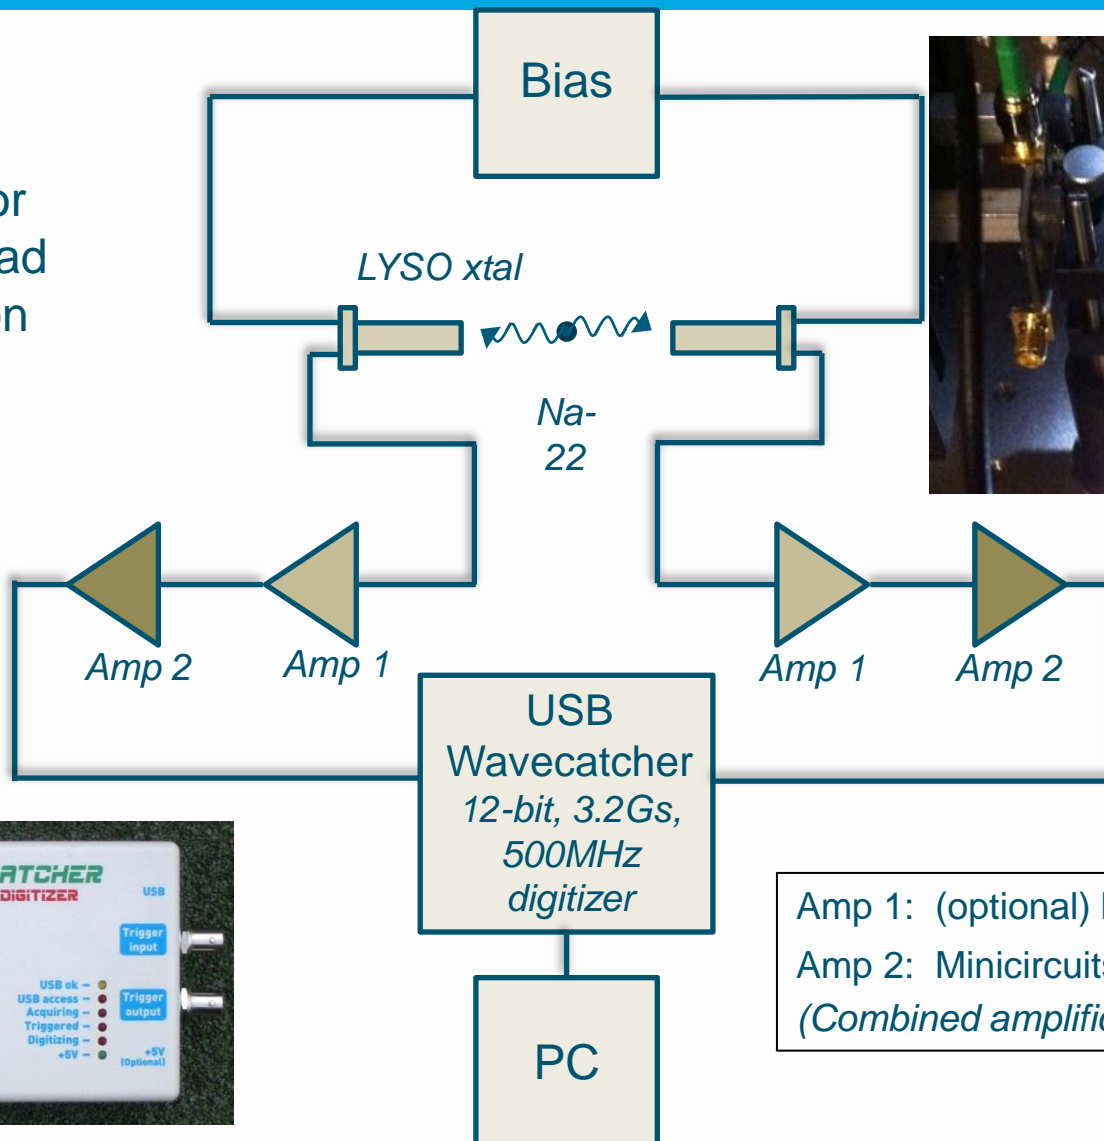 Bias
LYSO xtal
Na-
22
Amp 2
Amp 1
Amp 1
Amp 2
USB
Wavecatcher
12-bit, 3.2Gs,
500MHz
digitizer
DIGITIZER
USB
Trigger
input
USB ok
USB access
Acquiring
Triggered
Digitizing
+5V
Trigger
output
+5V
(Optional)
Amp 1: (optional)
Amp 2: Minicircuits
(Combined
PC